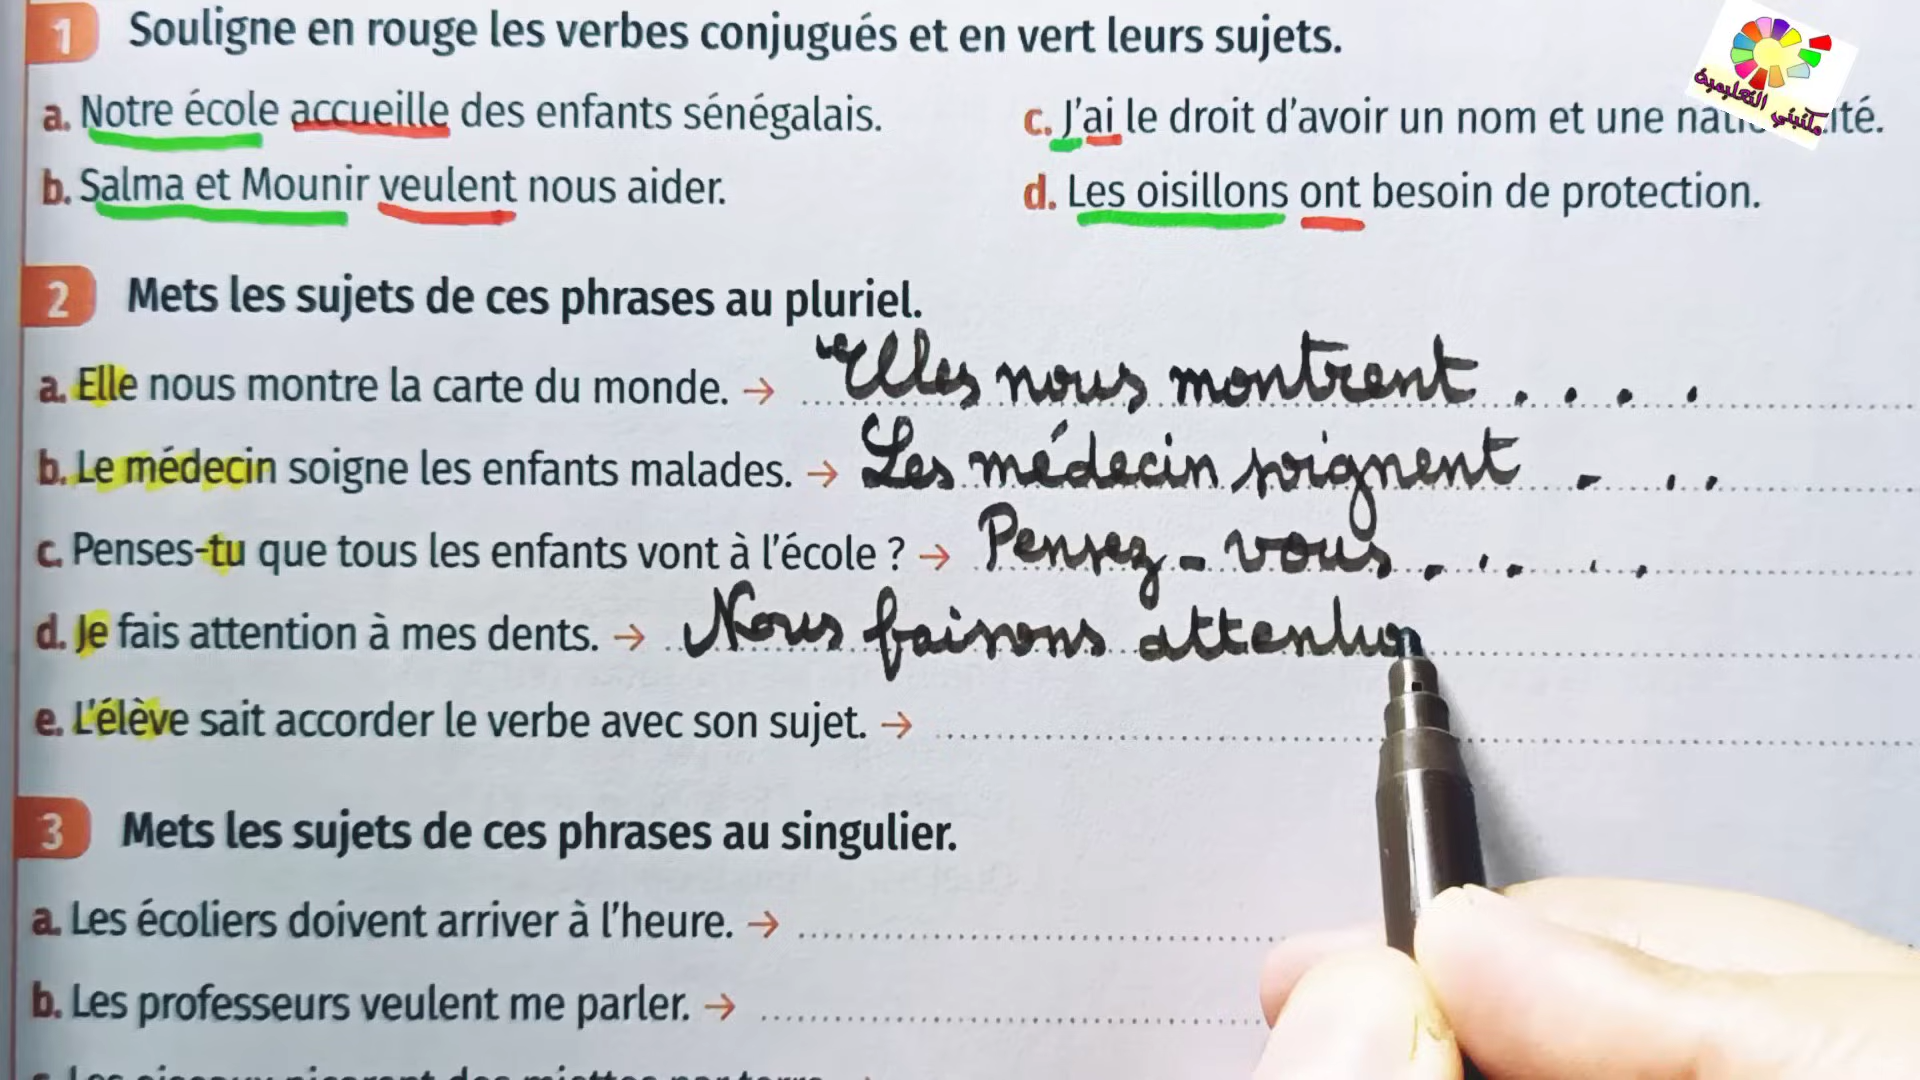 1 Souligne en rouge les verbes conjugués et en vert leurs sujets.
a. Notre école accueille des enfants sénégalais.
c. J'ai le droit d'avoir un nom et une
b. Salma et Mounir veulent nous aider.
d. Les oisillons ont besoin de protection.
مكتبتي التعليمية
2 Mets les sujets de ces phrases au pluriel.
a. Elle nous montre la carte du monde. → Elles nous montrent . . . .
b. Le médecin soigne les enfants malades. → Les médecin soignent . . .
c. Penses-tu que tous les enfants vont à l'école ? → Pensez-vous . . . . .
d. Je fais attention à mes dents. → Nous faisons
e. L'élève sait accorder le verbe avec son sujet. →
3 Mets les sujets de ces phrases au singulier.
a. Les écoliers doivent arriver à l'heure. →
b. Les professeurs veulent me parler. →